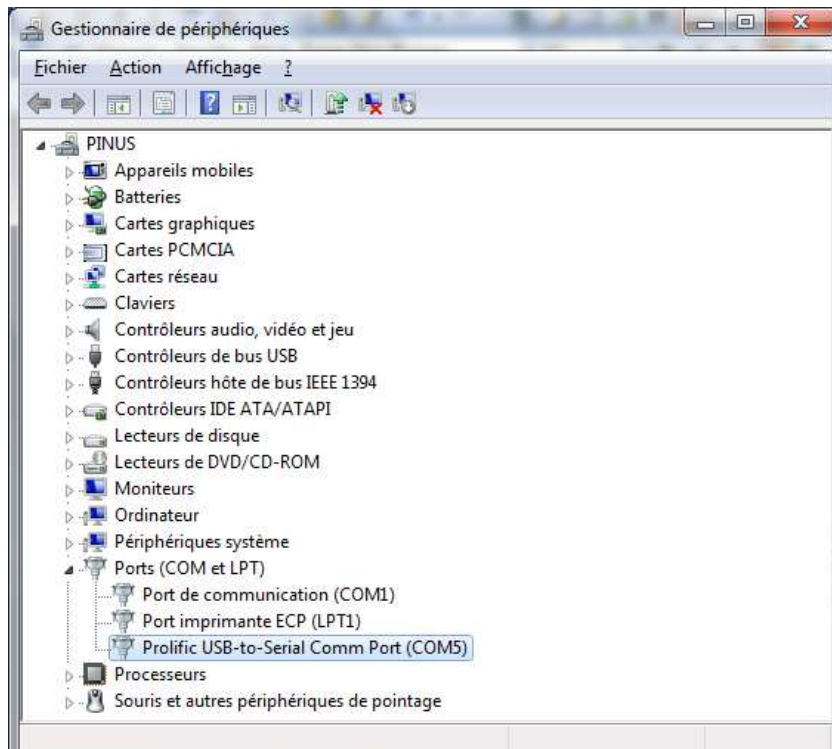 Gestionnaire de périphériques
Fichier Action Affichage ?
PINUS
Appareils mobiles
Batteries
Cartes graphiques
Cartes PCMCIA
Cartes réseau
Claviers
Contrôleurs audio, vidéo et jeu
Contrôleurs de bus USB
Contrôleurs hôte de bus IEEE 1394
Contrôleurs IDE ATA/ATAPI
Lecteurs de disque
Lecteurs de DVD/CD-ROM
Moniteurs
Ordinateur
Périphériques système
Ports (COM et LPT)
Port de communication (COM1)
Port imprimante ECP (LPT1)
Prolific USB-to-Serial Comm Port (COM5)
Processeurs
Souris et autres périphériques de pointage